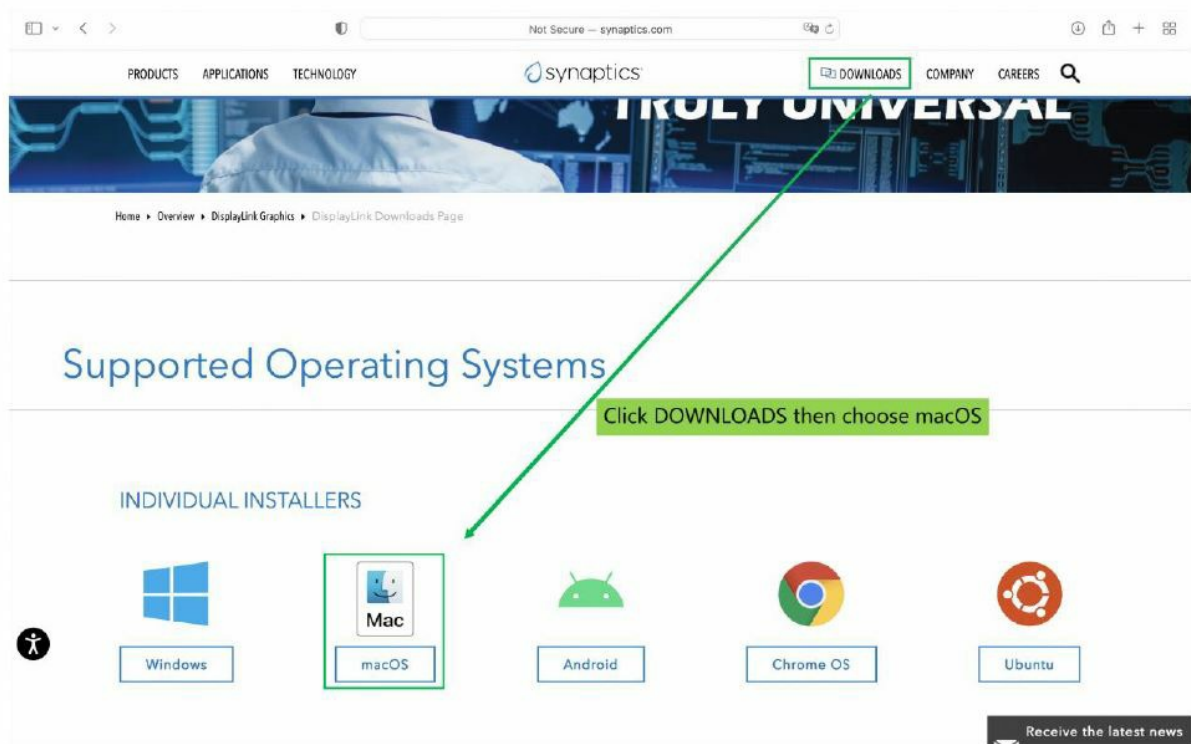 Not Secure — synaptics.com
PRODUCTS APPLICATIONS TECHNOLOGY synaptics DOWNLOADS COMPANY CAREERS
TRULY UNIVERSAL
Home ▸ Overview ▸ DisplayLink Graphics ▸ DisplayLink Downloads Page
Supported Operating Systems
Click DOWNLOADS then choose macOS
INDIVIDUAL INSTALLERS
Mac
Windows macOS Android Chrome OS Ubuntu
Receive the latest news